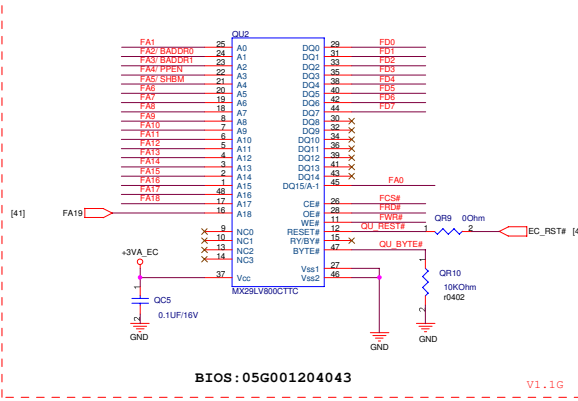 QU2
FA1 25 A0 DQ0 29 FD0
FA2/ BADDR0 24 A1 DQ1 31 FD1
FA3/ BADDR1 23 A2 DQ2 33 FD2
FA4/ PPEN 22 A3 DQ3 35 FD3
FA5/ SHBM 21 A4 DQ4 38 FD4
FA6 20 A5 DQ5 40 FD5
FA7 19 A6 DQ6 42 FD6
FA8 18 A7 DQ7 44 FD7
FA9 8 A8 DQ8 30
FA10 7 A9 DQ9 32
FA11 6 A10 DQ10 34
FA12 5 A11 DQ11 36
FA13 4 A12 DQ12 39
FA14 3 A13 DQ13 41
FA15 2 A14 DQ14 43
FA16 1 A15 DQ15/A-1 45 FA0
FA17 48 A16
FA18 17 A17 CE# 26 FCS#
[41] FA19 16 A18 OE# 28 FRD#
WE# 11 FWR#
9 NC0 RESET# 12 QU_REST# QR9 0Ohm 1 2 EC_RST# [4
10 NC1 RY/BY# 15
13 NC2 BYTE# 47 QU_BYTE#
14 NC3
+3VA_EC
37 Vcc Vss1 27
Vss2 46
MX29LV800CTTC
1 QC5 2
0.1UF/16V
GND
GND
1 QR10 2
10KOhm
r0402
GND
BIOS:05G001204043
V1.1G